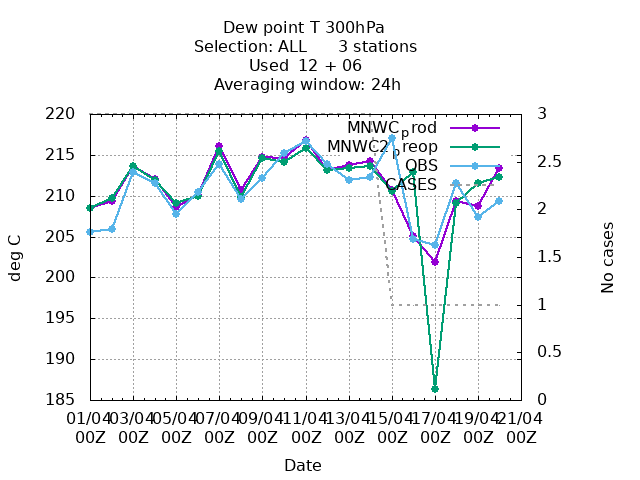 Dew point T 300hPa
Selection: ALL 3 stations
Used 12 + 06
Averaging window: 24h
220 3
MNWC_prod
MNWC2_preop
OBS
CASES
215 2.5
210 2
205 1.5
200
195 1
190 0.5
185 0
deg C
No cases
01/04 03/04 05/04 07/04 09/04 11/04 13/04 15/04 17/04 19/04 21/04
00Z 00Z 00Z 00Z 00Z 00Z 00Z 00Z 00Z 00Z 00Z
Date